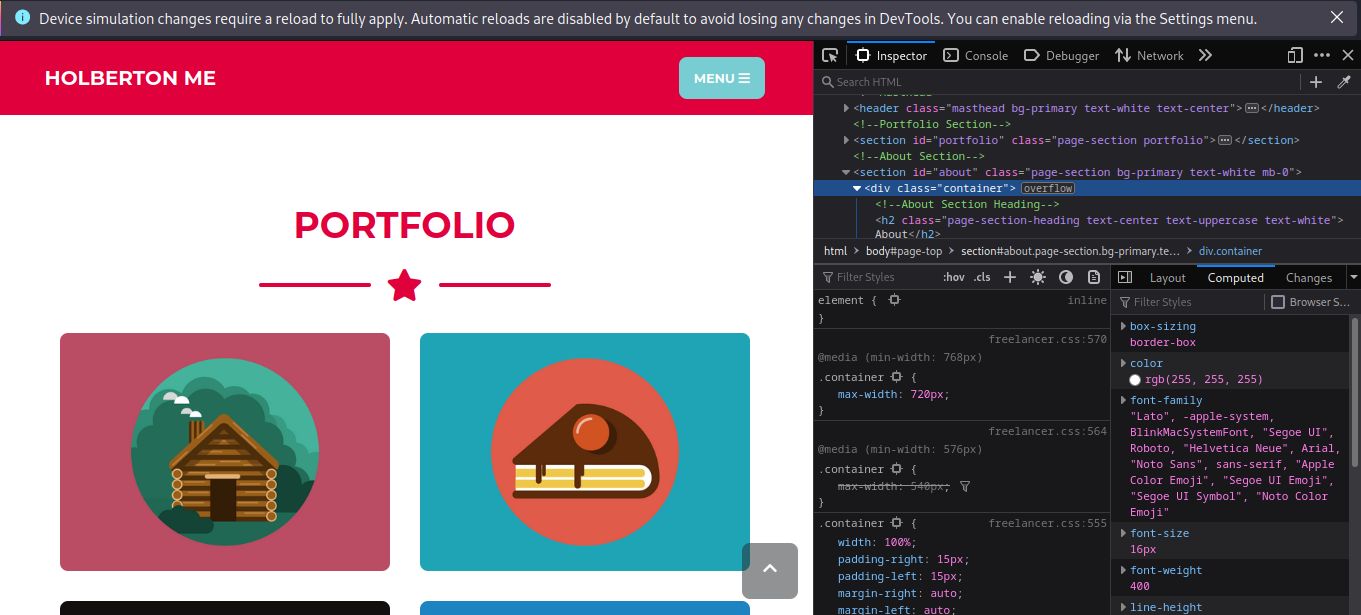 Device simulation changes require a reload to fully apply. Automatic reloads are disabled by default to avoid losing any changes in DevTools. You can enable reloading via the Settings menu.
HOLBERTON ME
MENU
PORTFOLIO
Inspector Console Debugger Network
Search HTML
<header class="masthead bg-primary text-white text-center"> </header>
<!--Portfolio Section-->
<section id="portfolio" class="page-section portfolio"> </section>
<!--About Section-->
<section id="about" class="page-section bg-primary text-white mb-0">
<div class="container"> overflow
<!--About Section Heading-->
<h2 class="page-section-heading text-center text-uppercase text-white">
About</h2>
html > body#page-top > section#about.page-section.bg-primary.te… > div.container
Filter Styles :hov .cls +
element { inline
}
freelancer.css:570
@media (min-width: 768px)
.container {
max-width: 720px;
}
freelancer.css:564
@media (min-width: 576px)
.container {
max-width: 540px;
}
.container { freelancer.css:555
width: 100%;
padding-right: 15px;
padding-left: 15px;
margin-right: auto;
margin-left: auto;
Layout Computed Changes
Filter Styles Browser S…
box-sizing
border-box
color
rgb(255, 255, 255)
font-family
"Lato", -apple-system,
BlinkMacSystemFont, "Segoe UI",
Roboto, "Helvetica Neue", Arial,
"Noto Sans", sans-serif, "Apple
Color Emoji", "Segoe UI Emoji",
"Segoe UI Symbol", "Noto Color
Emoji"
font-size
16px
font-weight
400
line-height